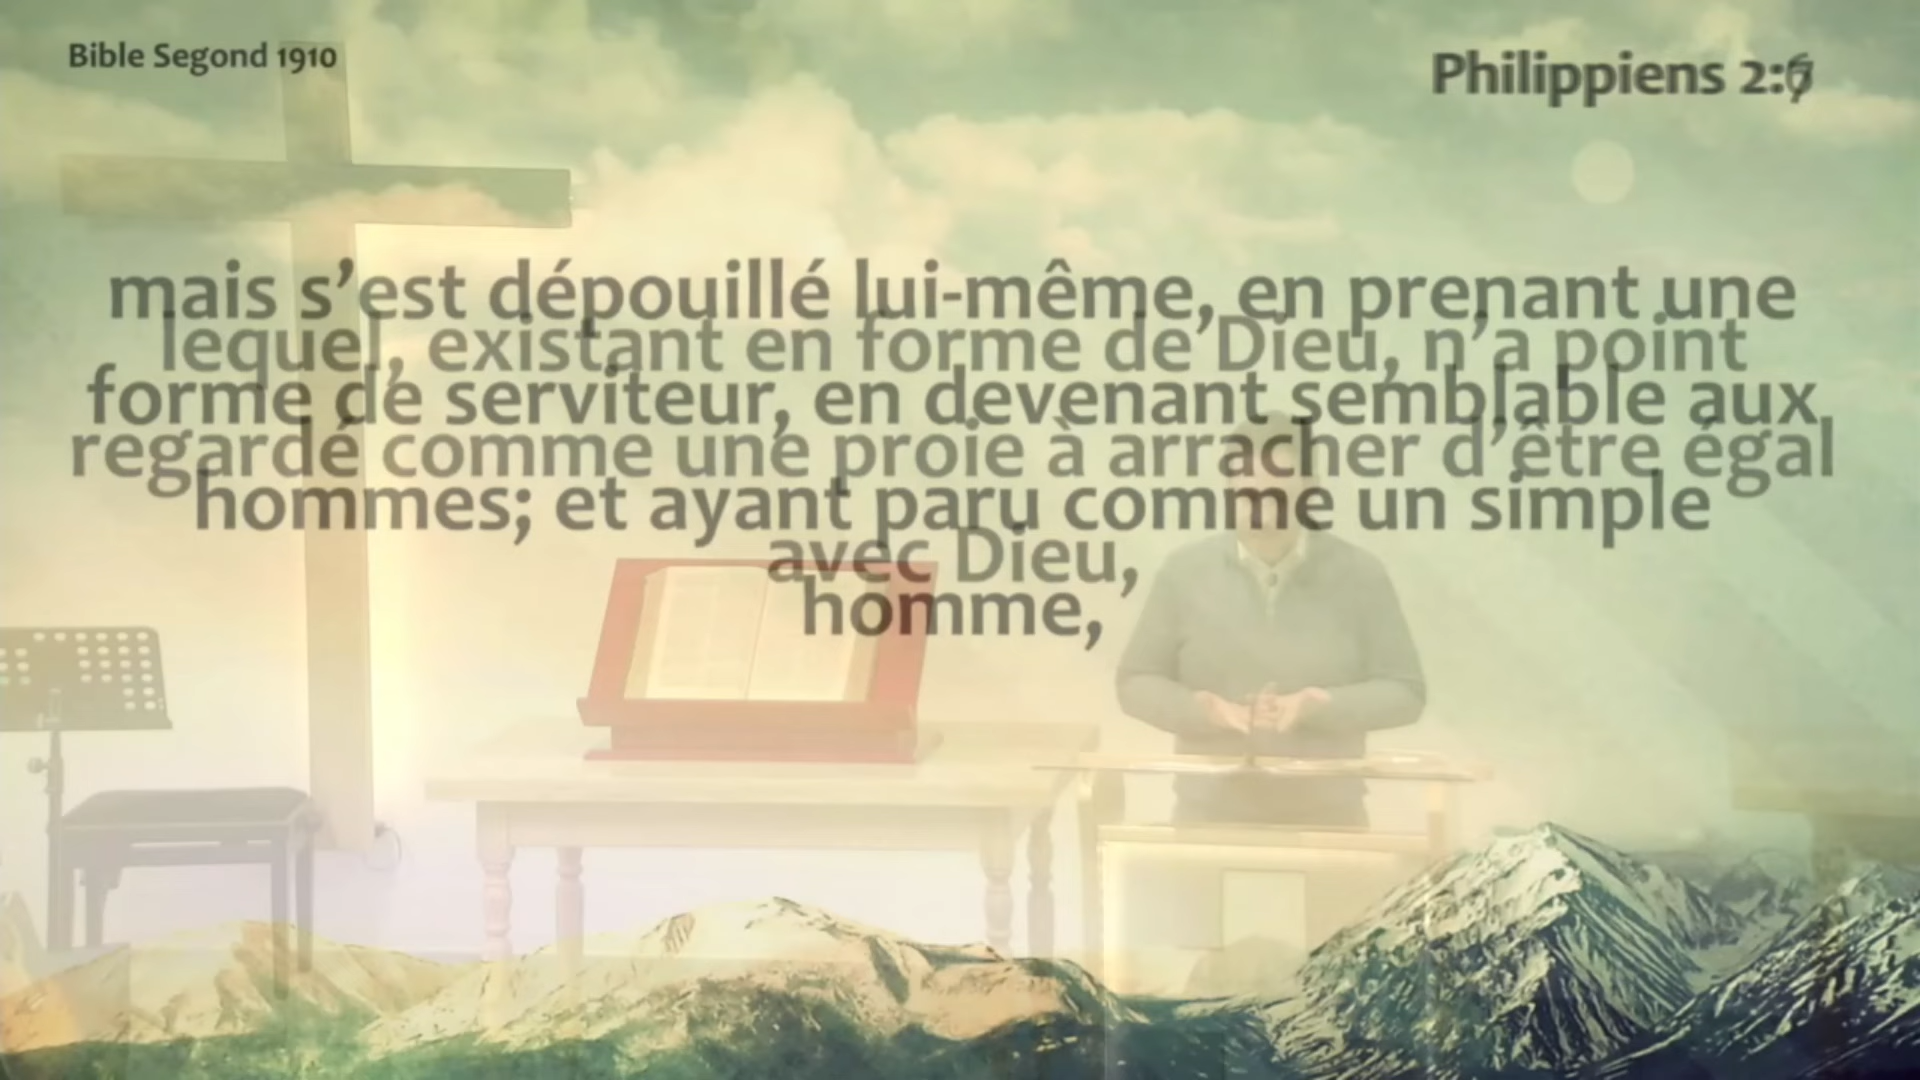 Bible Segond 1910
Philippiens 2:
mais s’est dépouillé lui-même, en prenant une
lequel, existant en forme de Dieu, n’a point
forme de serviteur, en devenant semblable aux
regardé comme une proie à arracher d’être égal
hommes; et ayant paru comme un simple
avec Dieu,
homme,